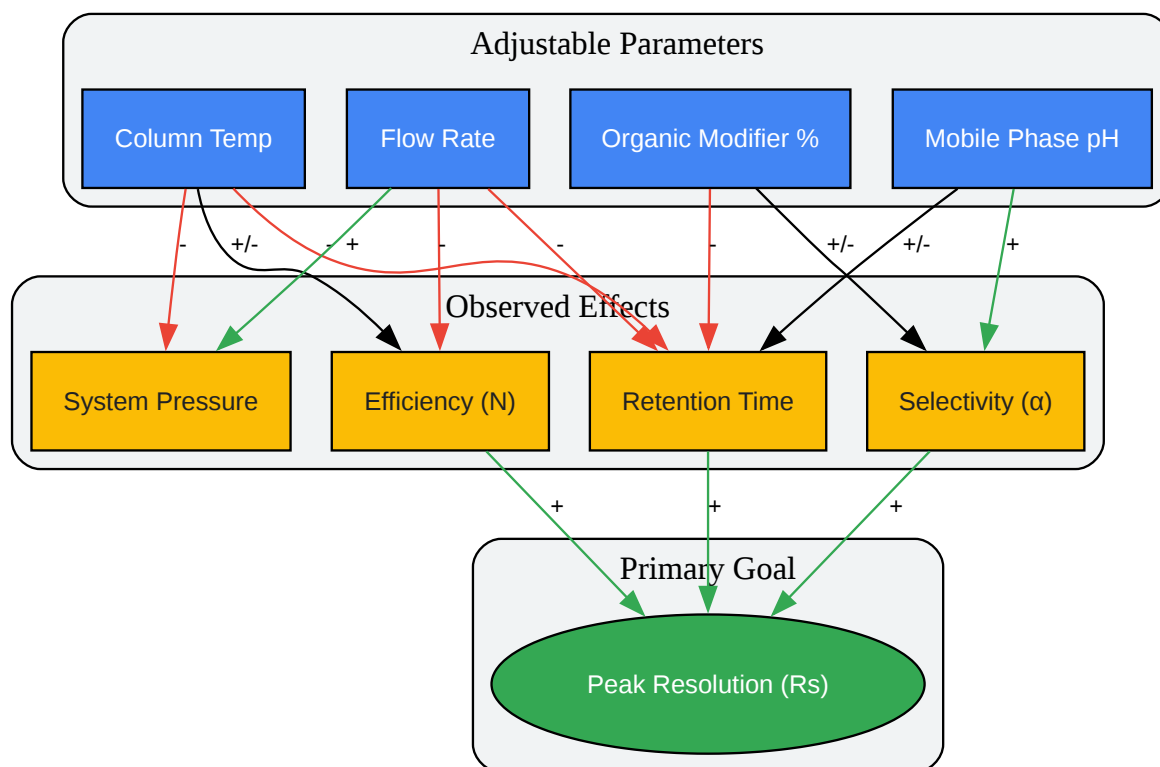 Adjustable Parameters
Column Temp
Flow Rate
Organic Modifier %
Mobile Phase pH
-
+/-
-
+
-
-
-
+/-
+/-
+
Observed Effects
System Pressure
Efficiency (N)
Retention Time
Selectivity (α)
+
+
+
Primary Goal
Peak Resolution (Rs)